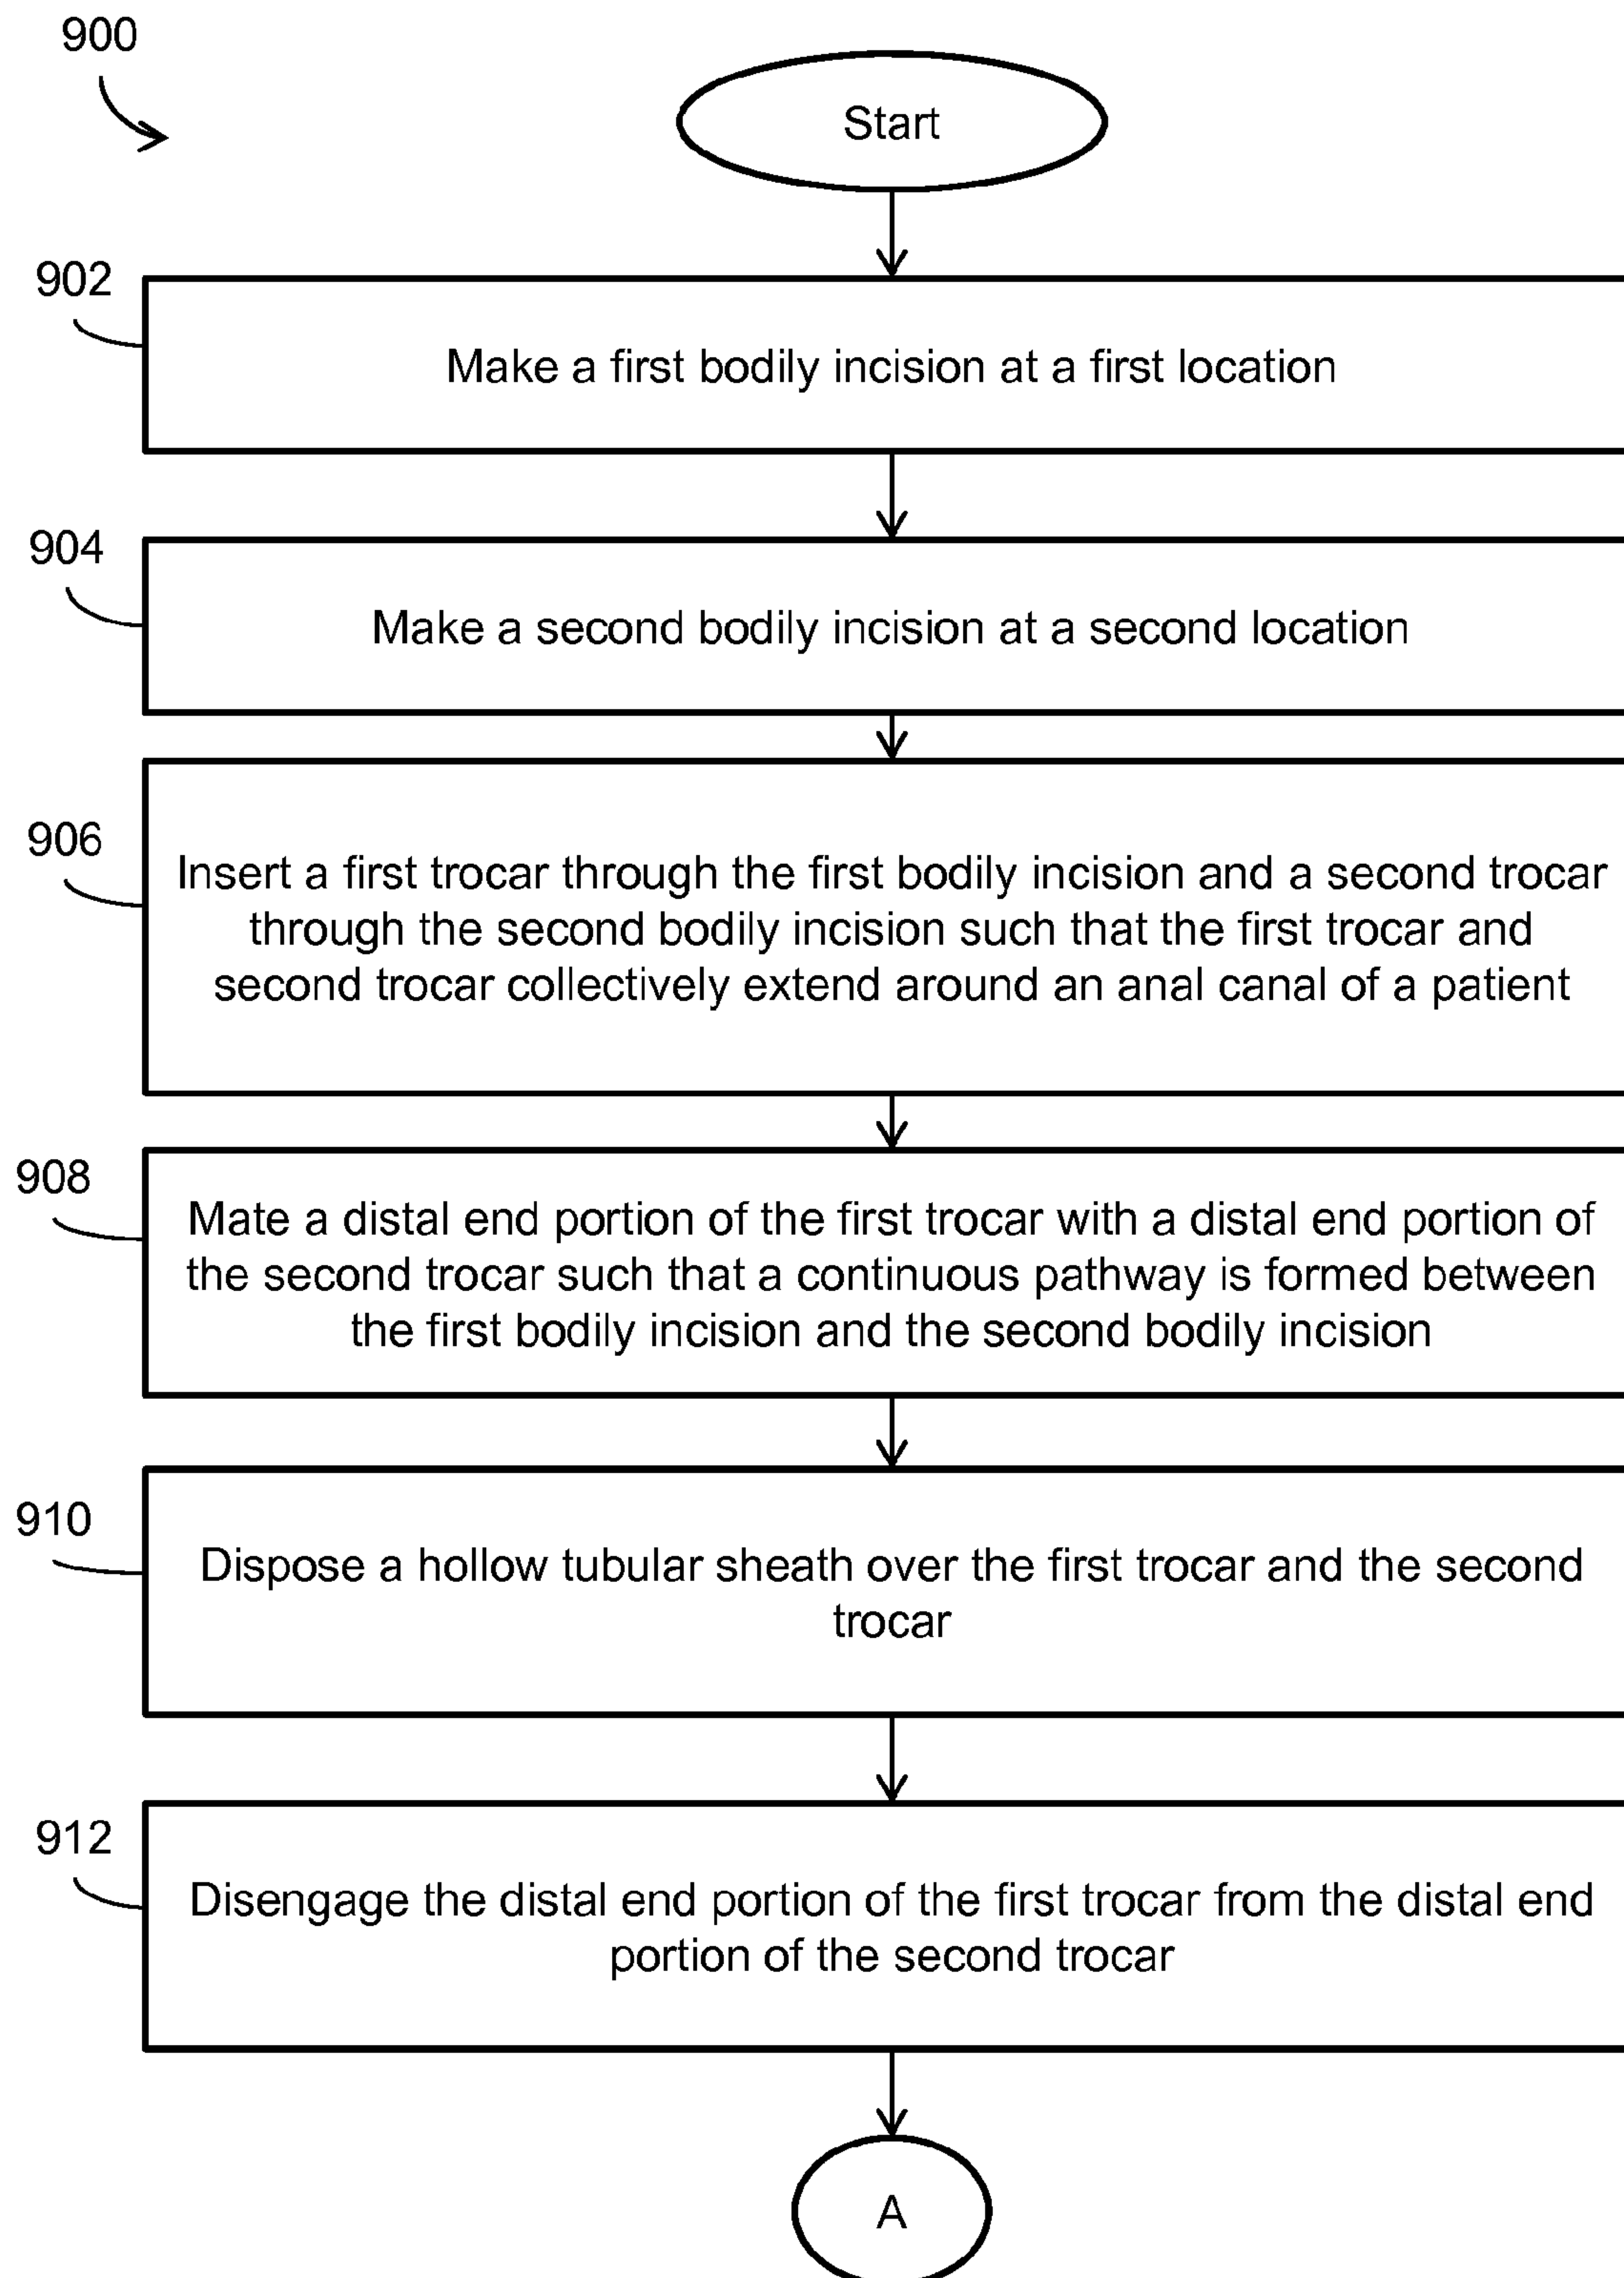 900
Start
902
Make a first bodily incision at a first location
904
Make a second bodily incision at a second location
906
Insert a first trocar through the first bodily incision and a second trocar
through the second bodily incision such that the first trocar and
second trocar collectively extend around an anal canal of a patient
908
Mate a distal end portion of the first trocar with a distal end portion of
the second trocar such that a continuous pathway is formed between
the first bodily incision and the second bodily incision
910
Dispose a hollow tubular sheath over the first trocar and the second
trocar
912
Disengage the distal end portion of the first trocar from the distal end
portion of the second trocar
A